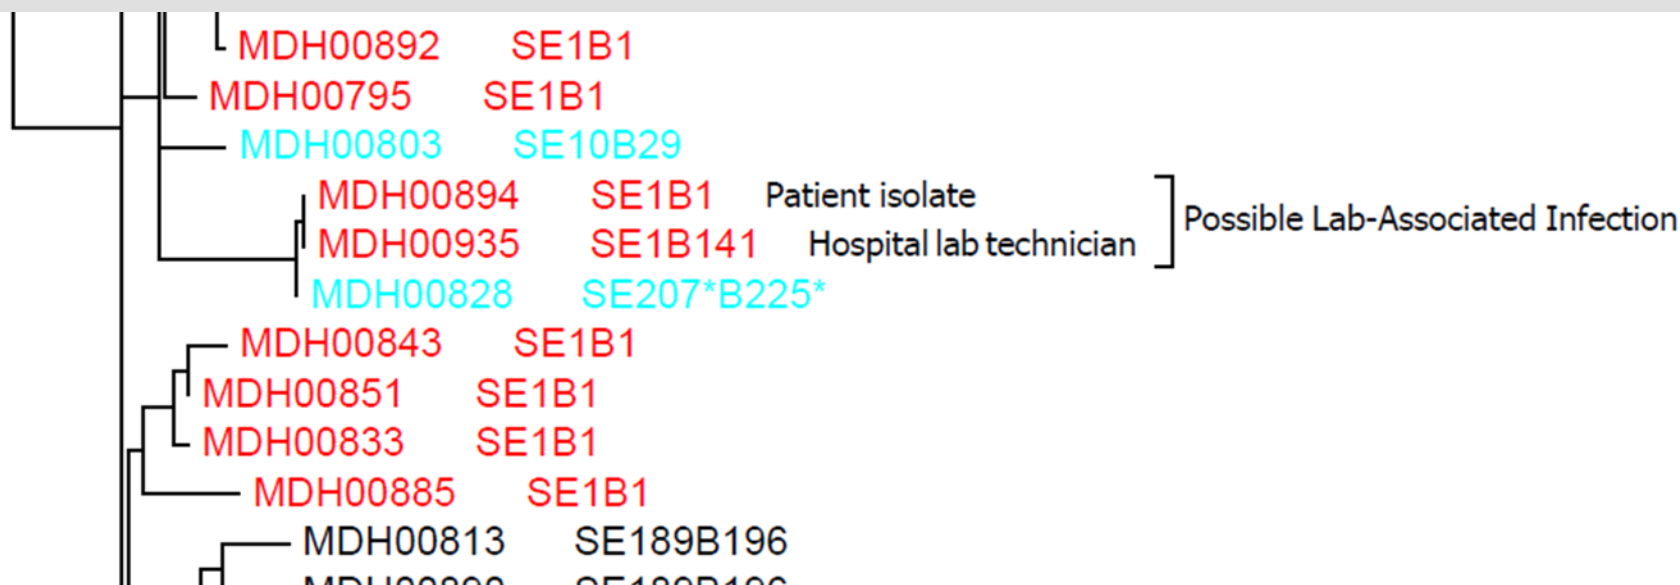 MDH00892 SE1B1
MDH00795 SE1B1
MDH00803 SE10B29
MDH00894 SE1B1 Patient isolate
Possible Lab-Associated Infection
MDH00935 SE1B141 Hospital lab technician
MDH00828 SE207*B225*
MDH00843 SE1B1
MDH00851 SE1B1
MDH00833 SE1B1
MDH00885 SE1B1
MDH00813 SE189B196